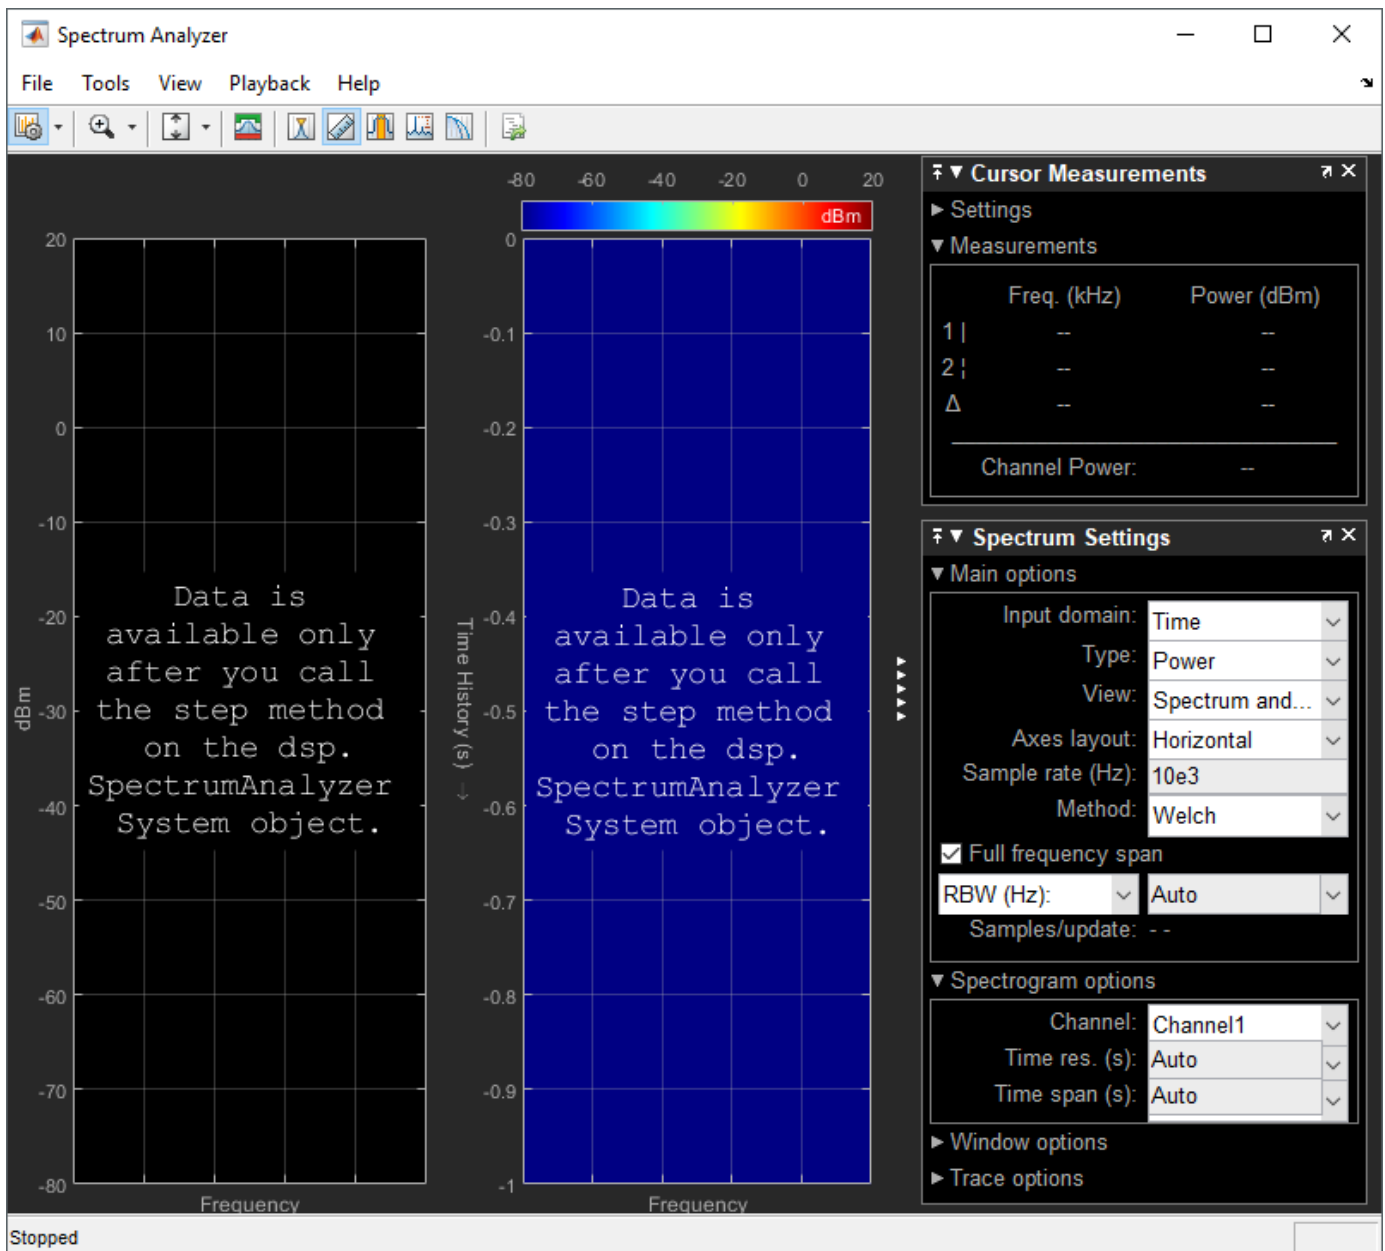 Spectrum Analyzer
File Tools View Playback Help
-80 -60 -40 -20 0 20
dBm
20
10
0
-10
-20
-30
-40
-50
-60
-70
-80
dBm
Data is
available only
after you call
the step method
on the dsp.
SpectrumAnalyzer
System object.
Frequency
0
-0.1
-0.2
-0.3
-0.4
-0.5
-0.6
-0.7
-0.8
-0.9
-1
Time History (s) →
Data is
available only
after you call
the step method
on the dsp.
SpectrumAnalyzer
System object.
Frequency
Cursor Measurements
Settings
Measurements
Freq. (kHz) Power (dBm)
1 | -- --
2 ¦ -- --
Δ -- --
Channel Power: --
Spectrum Settings
Main options
Input domain: Time
Type: Power
View: Spectrum and...
Axes layout: Horizontal
Sample rate (Hz): 10e3
Method: Welch
Full frequency span
RBW (Hz): Auto
Samples/update: - -
Spectrogram options
Channel: Channel1
Time res. (s): Auto
Time span (s): Auto
Window options
Trace options
Stopped